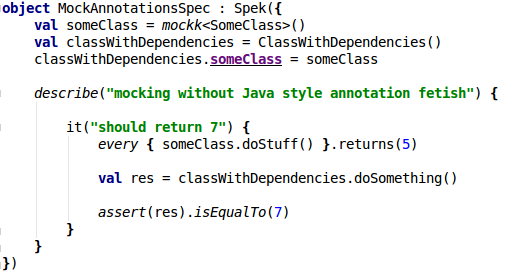 object MockAnnotationsSpec : Spek({
    val someClass = mockk<SomeClass>()
    val classWithDependencies = ClassWithDependencies()
    classWithDependencies.someClass = someClass

    describe("mocking without Java style annotation fetish") {

        it("should return 7") {
            every { someClass.doStuff() }.returns(5)

            val res = classWithDependencies.doSomething()

            assert(res).isEqualTo(7)
        }
    }
})